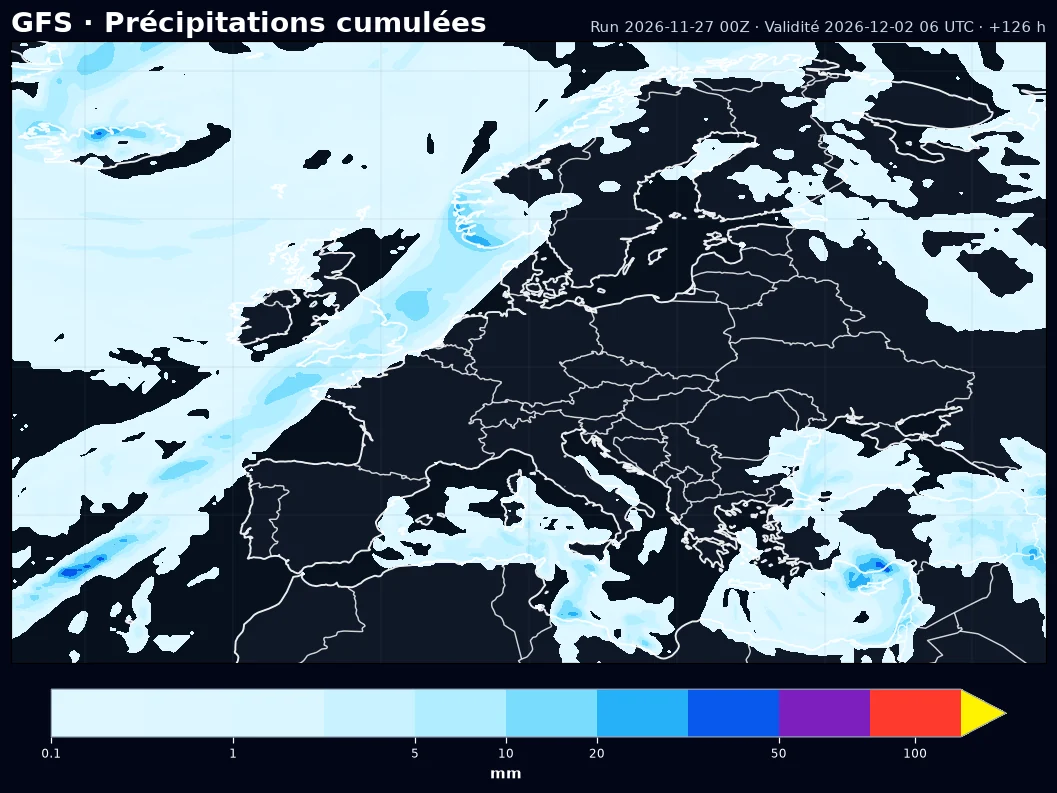 GFS · Précipitations cumulées
Run 2026-11-27 00Z · Validité 2026-12-02 06 UTC · +126 h
0.1 1 5 10 20 50 100
mm